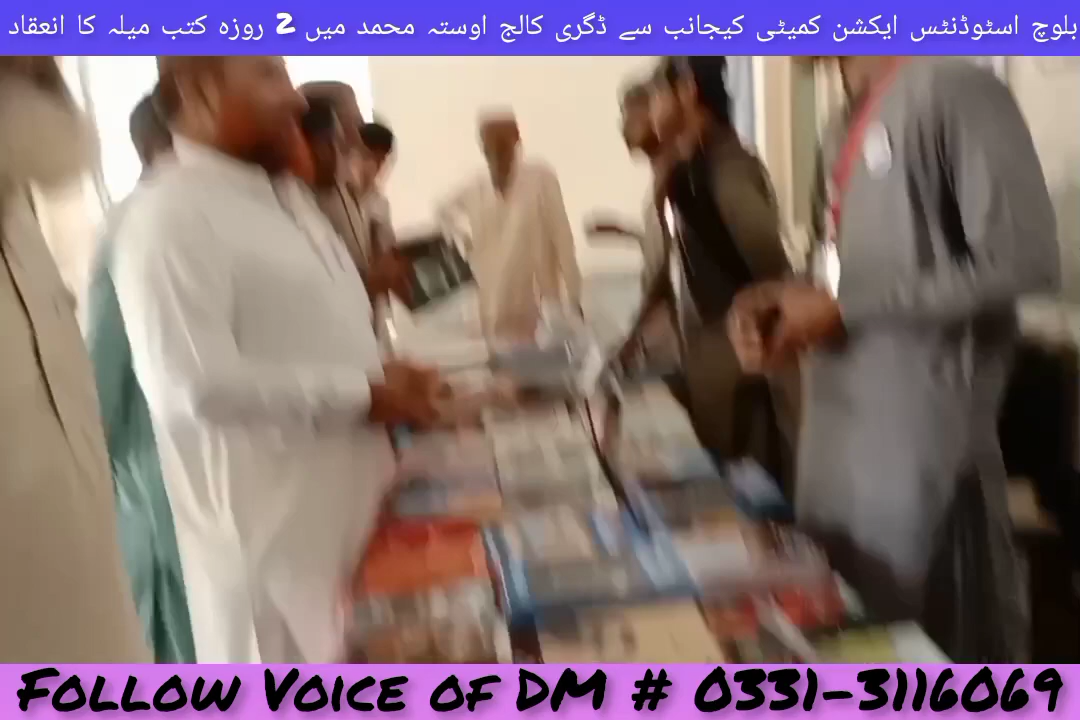 بلوچ اسٹوڈنٹس ایکشن کمیٹی کیجانب سے ڈگری کالج اوستہ محمد میں 2 روزہ کتب میلہ کا انعقاد
Follow Voice of DM # 0331-3116069